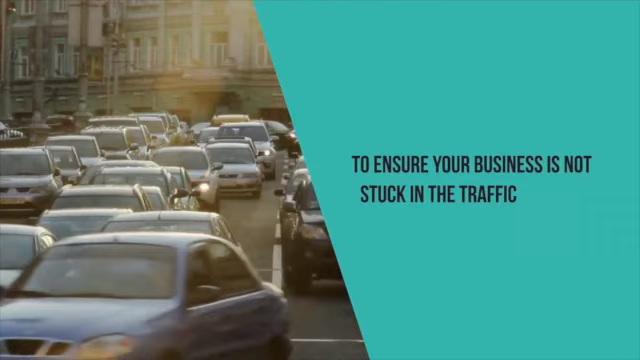 TO ENSURE YOUR BUSINESS IS NOT
STUCK IN THE TRAFFIC